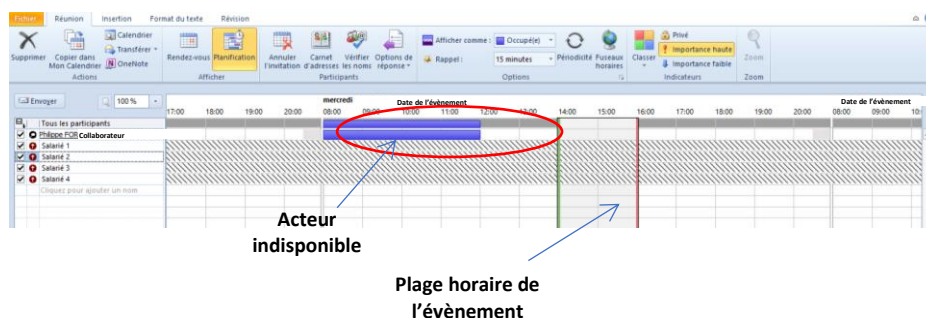 Fichier Réunion Insertion Format du texte Révision
Supprimer Copier dans Mon Calendrier
Calendrier
Transférer
OneNote
Actions
Rendez-vous Planification
Afficher
Annuler l'invitation Carnet d'adresses Vérifier les noms Options de réponse
Participants
Afficher comme : Occupé(e)
Rappel : 15 minutes
Périodicité Fuseaux horaires
Options
Classer
Privé
Importance haute
Importance faible
Indicateurs
Zoom
Zoom
Envoyer 100 %
mercredi Date de l'évènement Date de l'évènement
17:00 18:00 19:00 20:00 08:00 09:00 10:00 11:00 12:00 13:00 14:00 15:00 16:00 17:00 18:00 19:00 20:00 08:00 09:00 10:
Tous les participants
Philippe FOR Collaborateur
Salarié 1
Salarié 2
Salarié 3
Salarié 4
Cliquez pour ajouter un nom
Acteur
indisponible
Plage horaire de
l'évènement